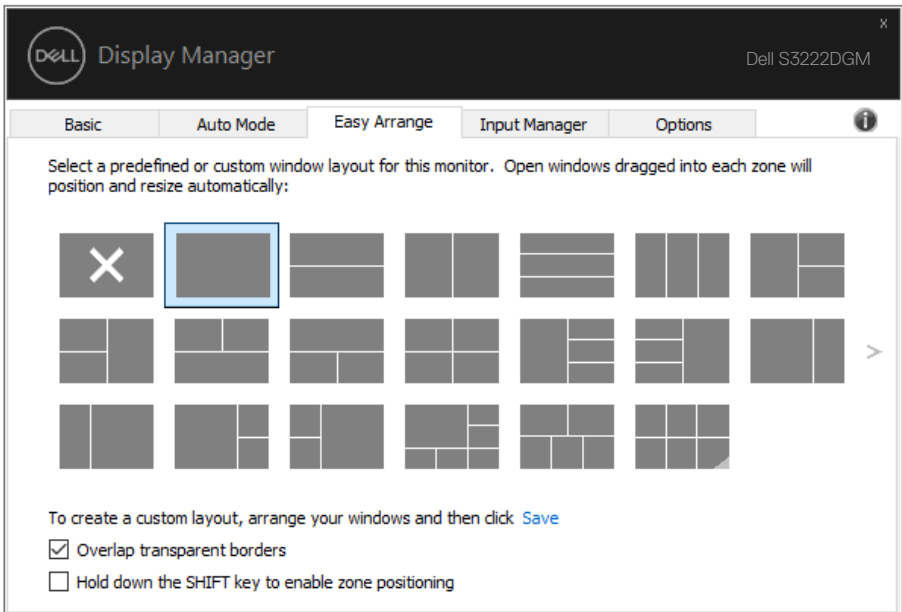 x
DELL Display Manager
Dell S3222DGM
Basic Auto Mode Easy Arrange Input Manager Options
Select a predefined or custom window layout for this monitor. Open windows dragged into each zone will
position and resize automatically:
>
To create a custom layout, arrange your windows and then click Save
Overlap transparent borders
Hold down the SHIFT key to enable zone positioning